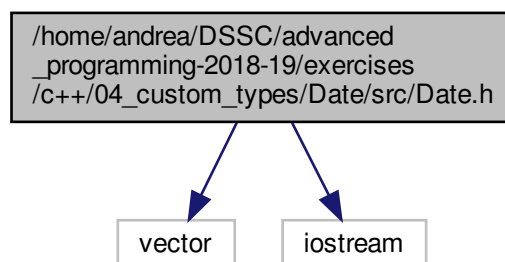 /home/andrea/DSSC/advanced
_programming-2018-19/exercises
/c++/04_custom_types/Date/src/Date.h
vector
iostream